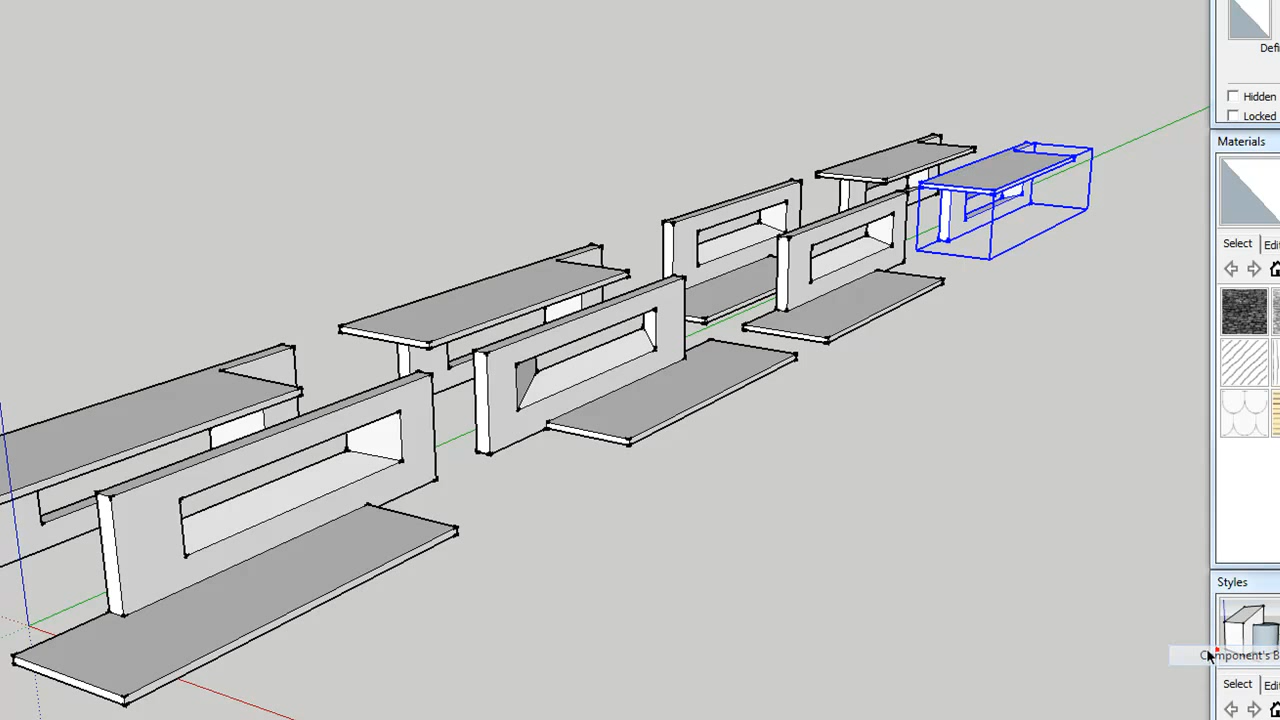 Defi
Hidden
Locked
Materials
Select
Edi
Styles
Component's B
Select
Edi